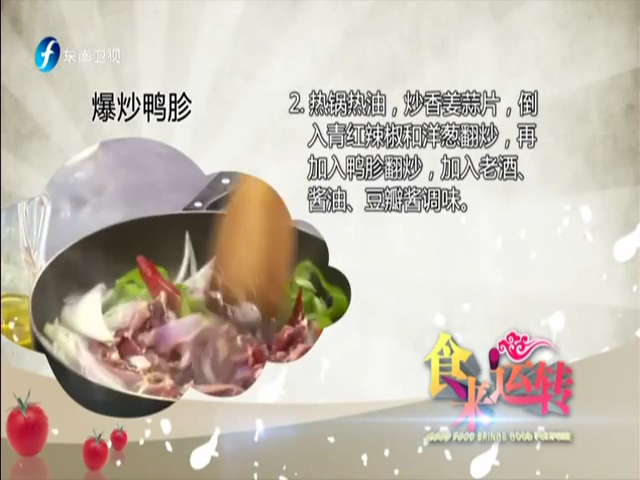 东南卫视
爆炒鸭胗
2. 热锅热油，炒香姜蒜片，倒
入青红辣椒和洋葱翻炒，再
加入鸭胗翻炒，加入老酒、
酱油、豆瓣酱调味。
食来运转
GOOD FOOD BRINGS GOOD FORTUNE